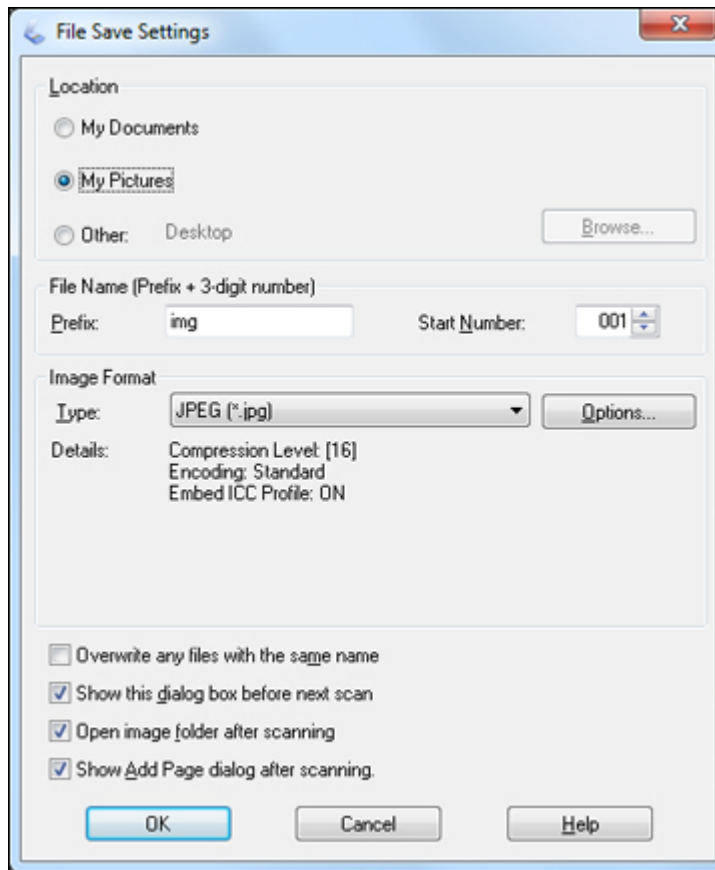 File Save Settings
Location
My Documents
My Pictures
Other: Desktop Browse...
File Name (Prefix + 3-digit number)
Prefix: img Start Number: 001
Image Format
Type: JPEG (*.jpg) Options...
Details: Compression Level: [16]
Encoding: Standard
Embed ICC Profile: ON
Overwrite any files with the same name
Show this dialog box before next scan
Open image folder after scanning
Show Add Page dialog after scanning.
OK Cancel Help